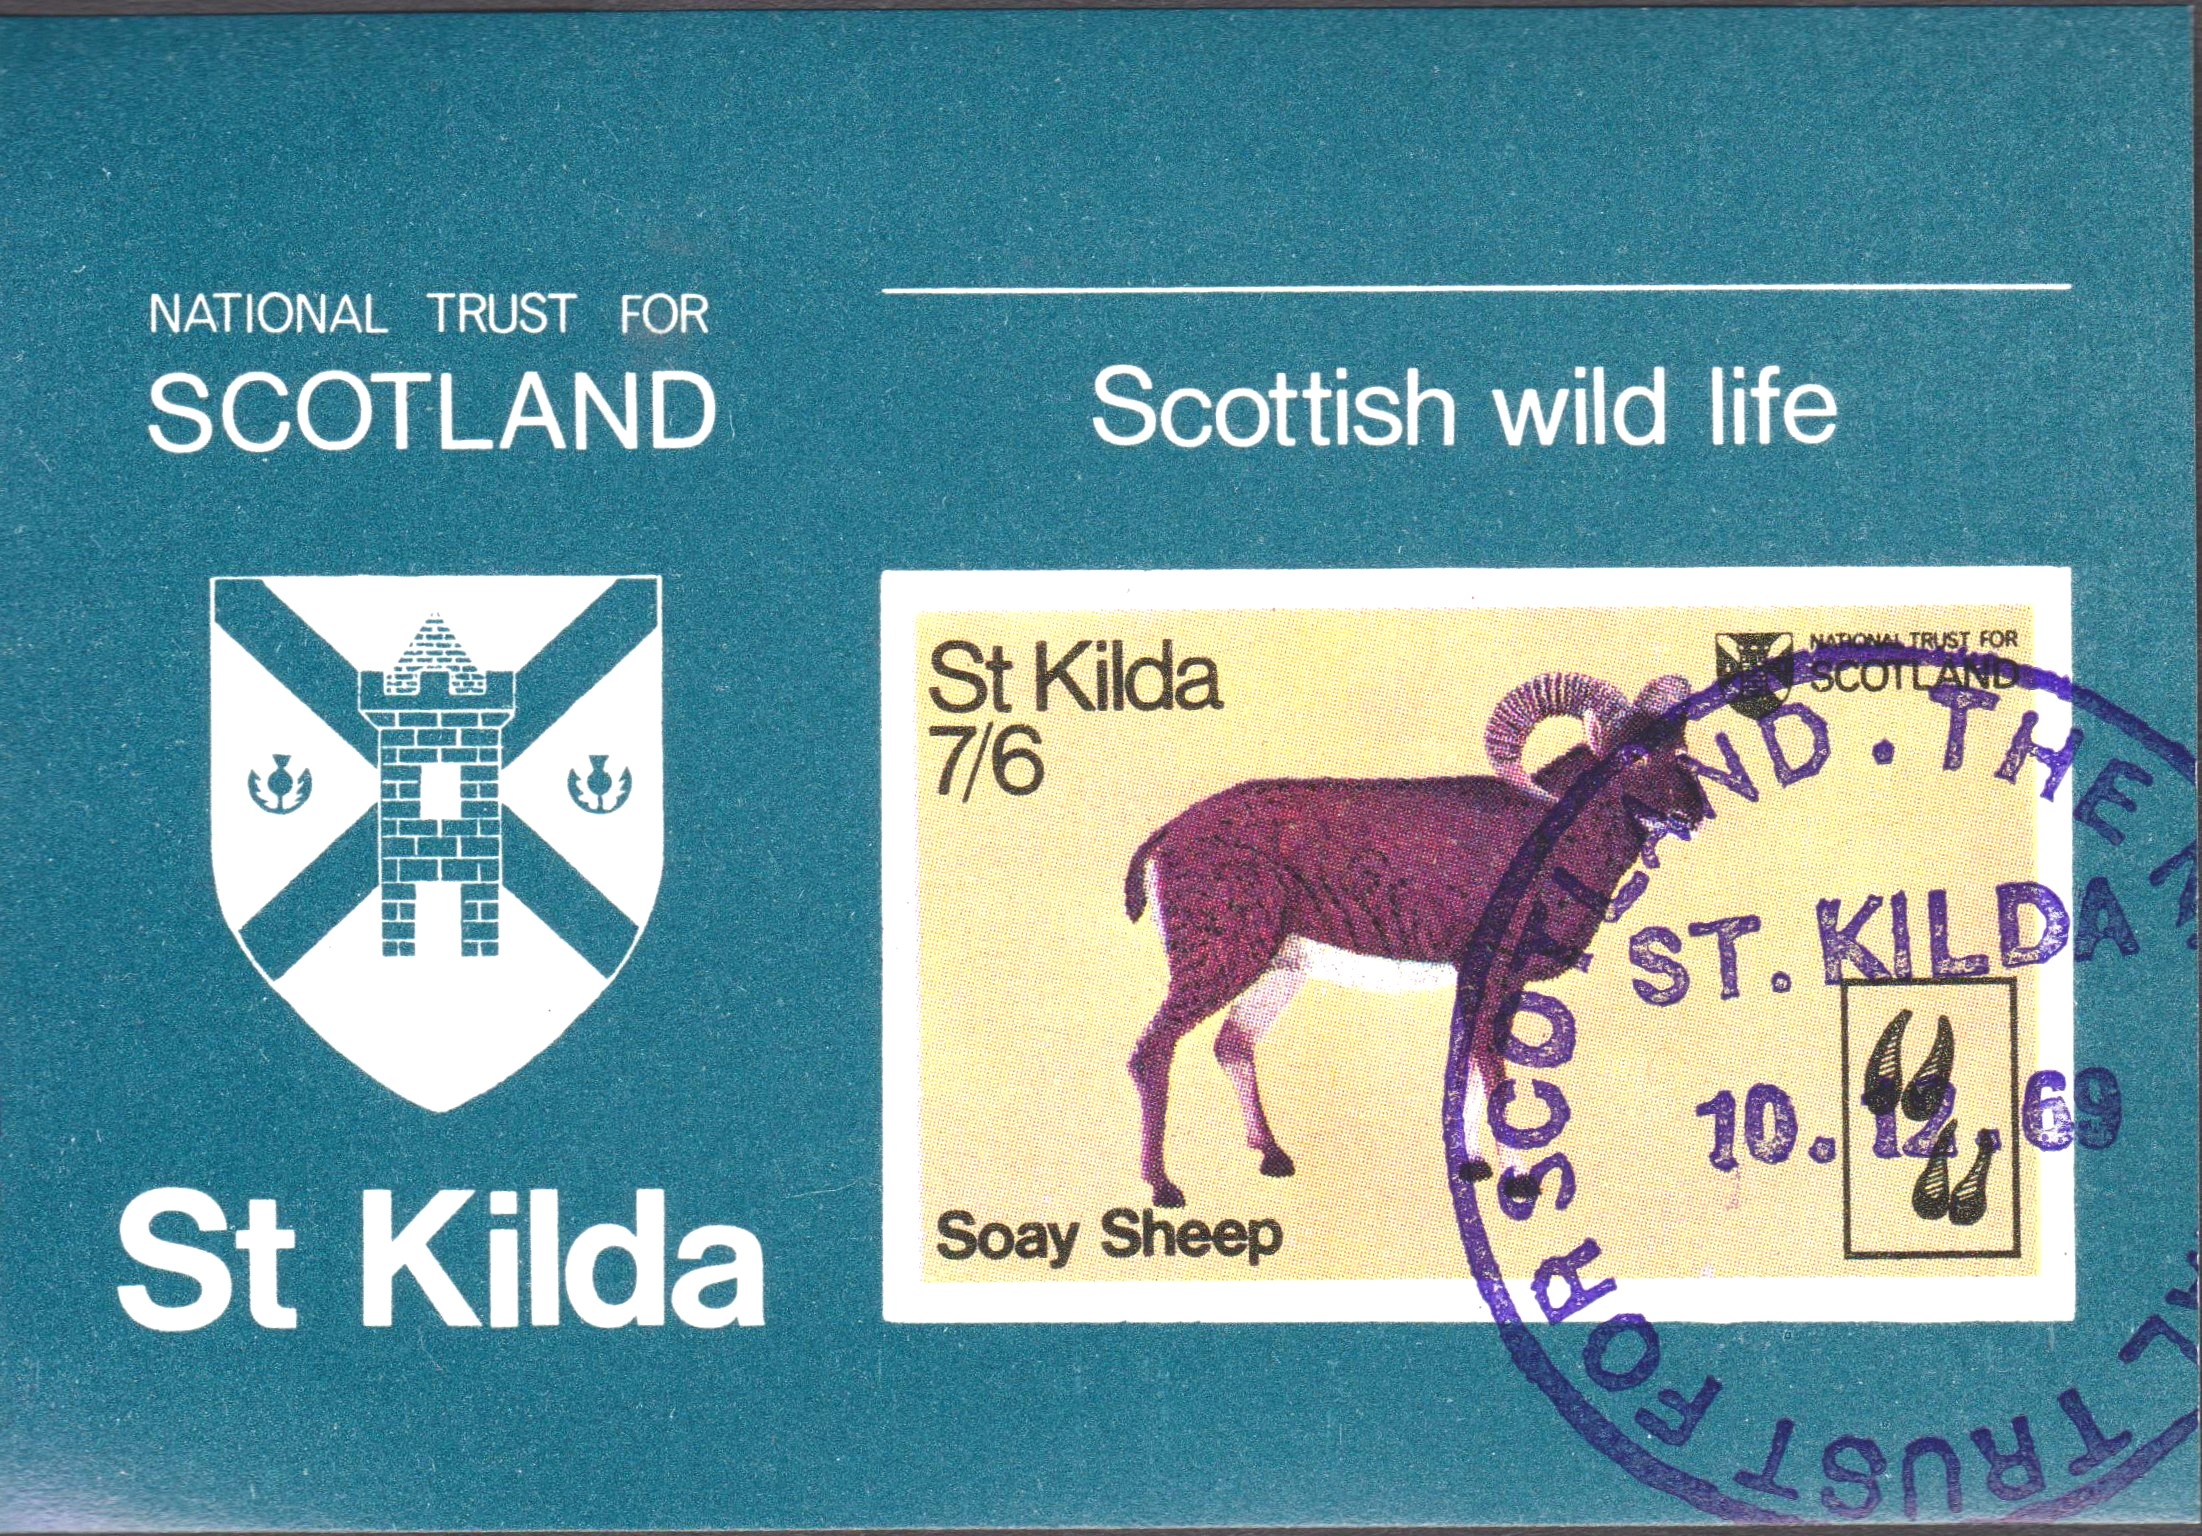 NATIONAL TRUST FOR
SCOTLAND
St Kilda
Scottish wild life
St Kilda
7/6
NATIONAL TRUST FOR
SCOTLAND
Soay Sheep
TRUST FOR SCOTLAND . THE
ST. KILDA
10.12.69